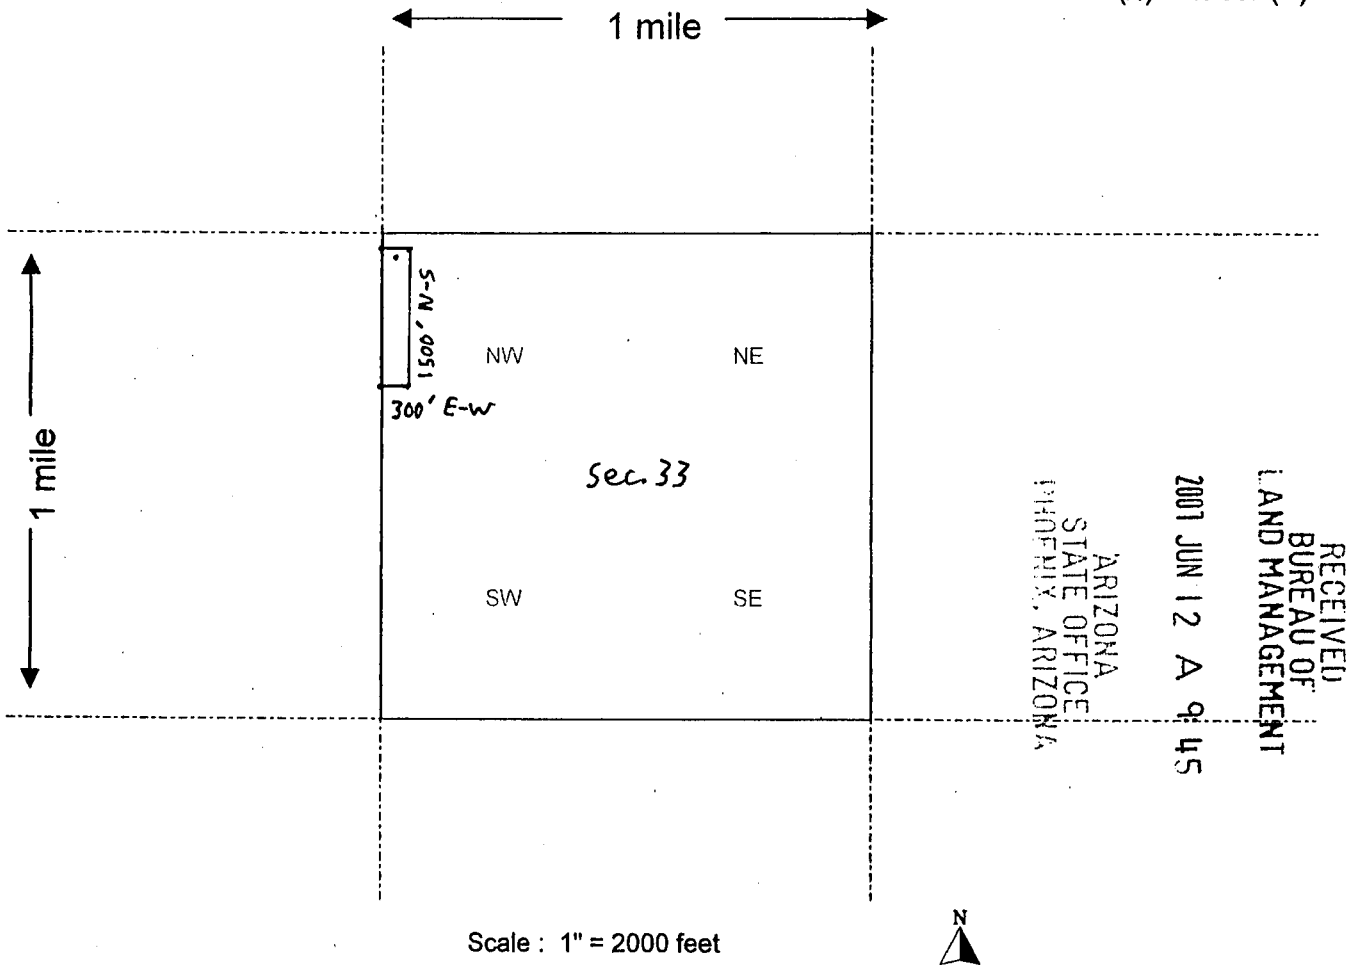 1 mile
1 mile
1500' N-S
300' E-W
NW
NE
Sec. 33
SW
SE
RECEIVED
BUREAU OF
LAND MANAGEMENT
2007 JUN 12 A 9:45
ARIZONA
STATE OFFICE
PHOENIX, ARIZONA
N
Scale : 1" = 2000 feet